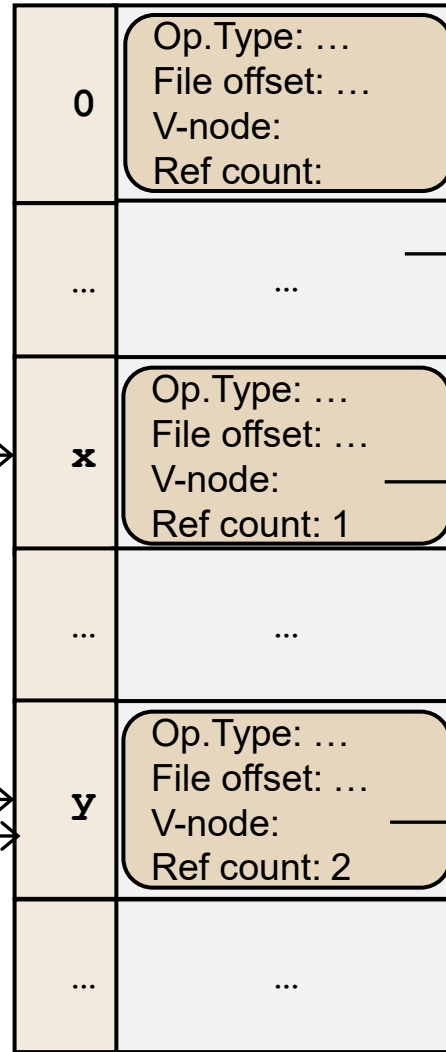 0
Op.Type: …
File offset: …
V-node:
Ref count:
…
…
x
Op.Type: …
File offset: …
V-node:
Ref count: 1
…
…
y
Op.Type: …
File offset: …
V-node:
Ref count: 2
…
…